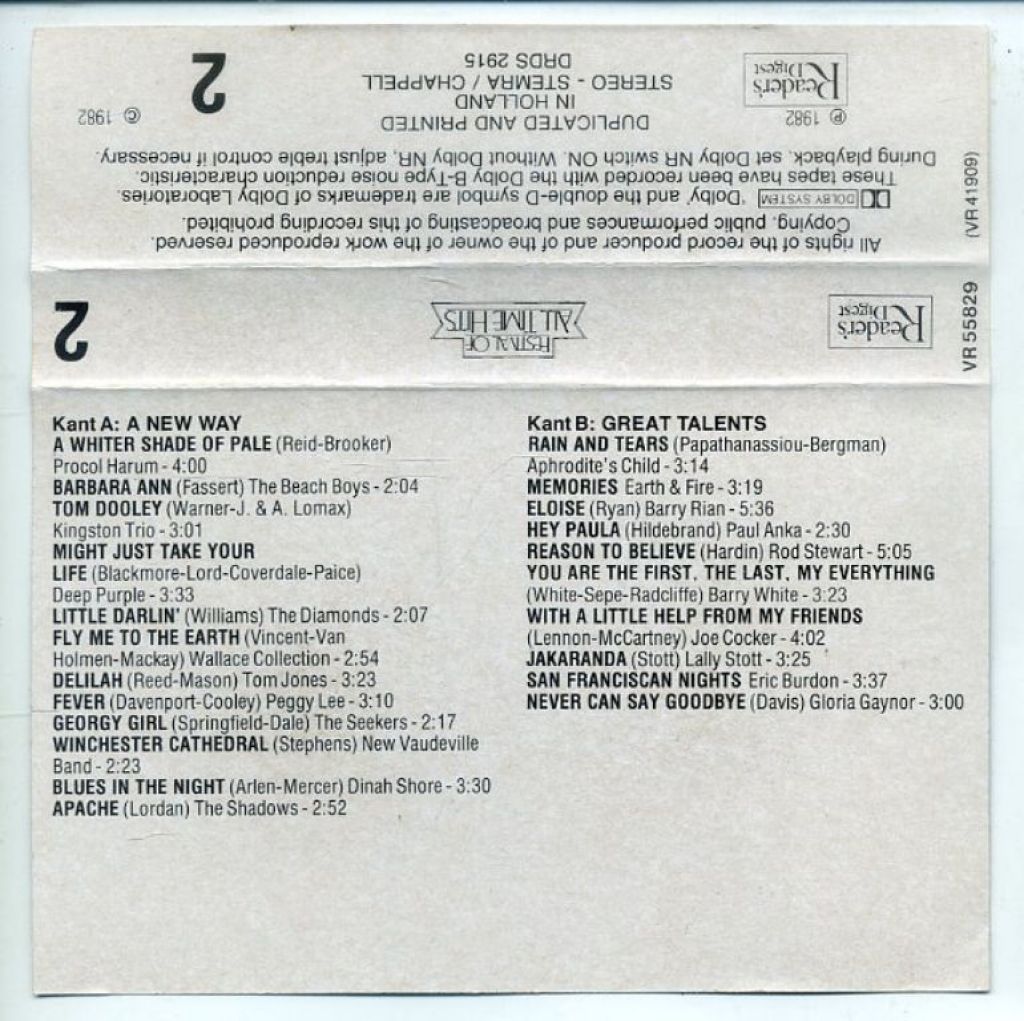 2
DRDS 2915
STEREO - STEMRA / CHAPPELL
IN HOLLAND
DUPLICATED AND PRINTED
Reader's
Digest
℗ 1982
© 1982
All rights of the record producer and of the owner of the work reproduced reserved.
Copying, public performances and broadcasting of this recording prohibited.
DOLBY SYSTEM 'Dolby' and the double-D symbol are trademarks of Dolby Laboratories.
These tapes have been recorded with the Dolby B-Type noise reduction characteristic.
During playback, set Dolby NR switch ON. Without Dolby NR, adjust treble control if necessary.
(VR 41909)
2
FESTIVAL OF
ALL TIME HITS
Reader's
Digest
VR 55829
Kant A: A NEW WAY
A WHITER SHADE OF PALE (Reid-Brooker)
Procol Harum - 4:00
BARBARA ANN (Fassert) The Beach Boys - 2:04
TOM DOOLEY (Warner-J. & A. Lomax)
Kingston Trio - 3:01
MIGHT JUST TAKE YOUR
LIFE (Blackmore-Lord-Coverdale-Paice)
Deep Purple - 3:33
LITTLE DARLIN' (Williams) The Diamonds - 2:07
FLY ME TO THE EARTH (Vincent-Van
Holmen-Mackay) Wallace Collection - 2:54
DELILAH (Reed-Mason) Tom Jones - 3:23
FEVER (Davenport-Cooley) Peggy Lee - 3:10
GEORGY GIRL (Springfield-Dale) The Seekers - 2:17
WINCHESTER CATHEDRAL (Stephens) New Vaudeville
Band - 2:23
BLUES IN THE NIGHT (Arlen-Mercer) Dinah Shore - 3:30
APACHE (Lordan) The Shadows - 2:52
Kant B: GREAT TALENTS
RAIN AND TEARS (Papathanassiou-Bergman)
Aphrodite's Child - 3:14
MEMORIES Earth & Fire - 3:19
ELOISE (Ryan) Barry Rian - 5:36
HEY PAULA (Hildebrand) Paul Anka - 2:30
REASON TO BELIEVE (Hardin) Rod Stewart - 5:05
YOU ARE THE FIRST, THE LAST, MY EVERYTHING
(White-Sepe-Radcliffe) Barry White - 3:23
WITH A LITTLE HELP FROM MY FRIENDS
(Lennon-McCartney) Joe Cocker - 4:02
JAKARANDA (Stott) Lally Stott - 3:25
SAN FRANCISCAN NIGHTS Eric Burdon - 3:37
NEVER CAN SAY GOODBYE (Davis) Gloria Gaynor - 3:00